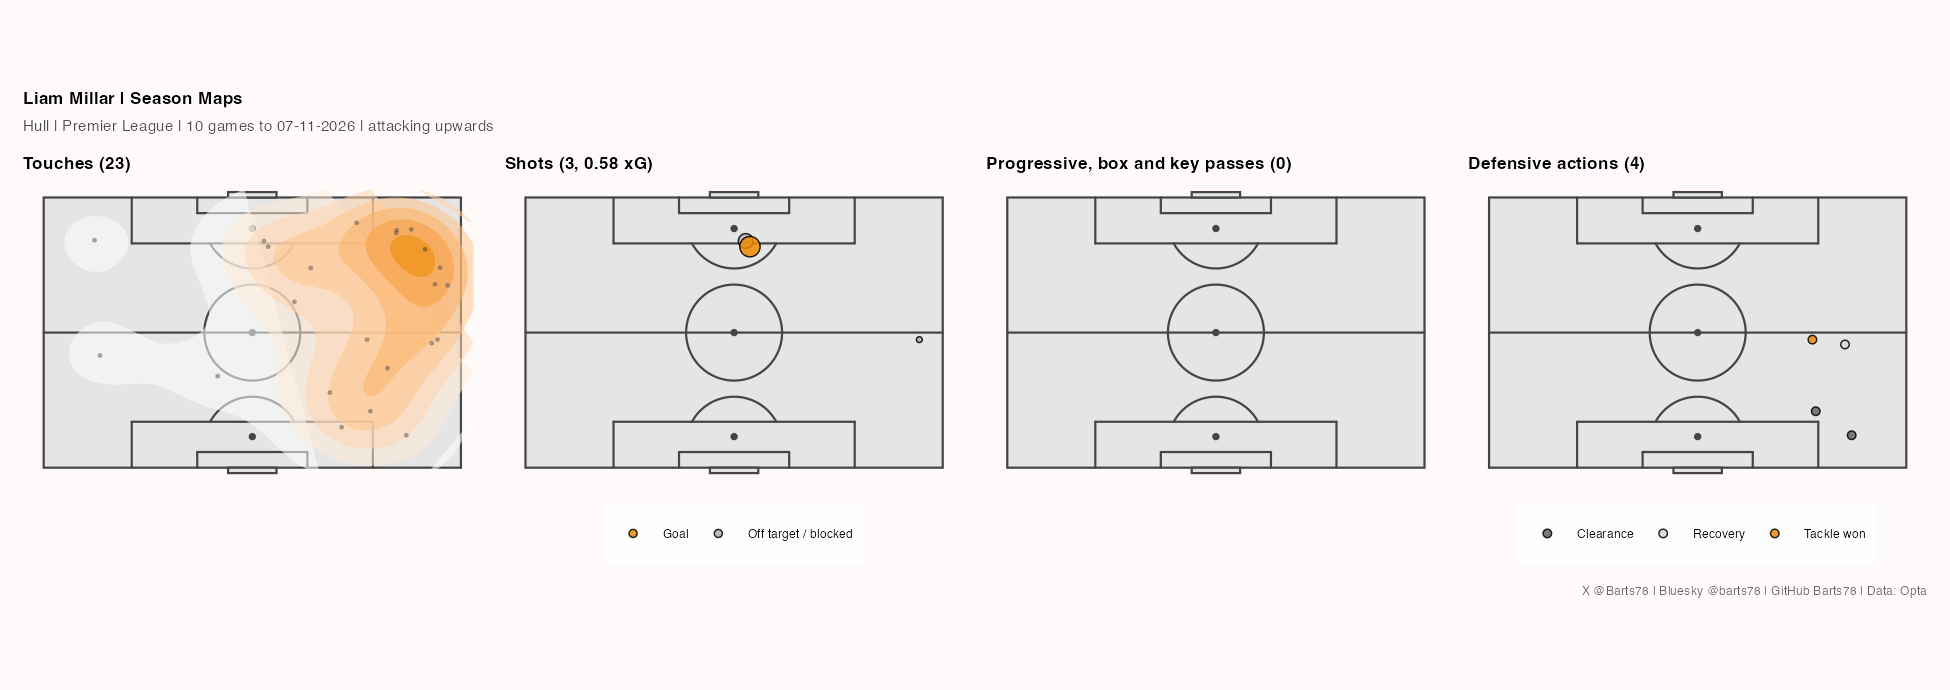 Liam Millar | Season Maps
Hull | Premier League | 10 games to 07-11-2026 | attacking upwards
Touches (23)
Shots (3, 0.58 xG)
Progressive, box and key passes (0)
Defensive actions (4)
Goal
Off target / blocked
Clearance
Recovery
Tackle won
X @Barts78 | Bluesky @barts78 | GitHub Barts78 | Data: Opta